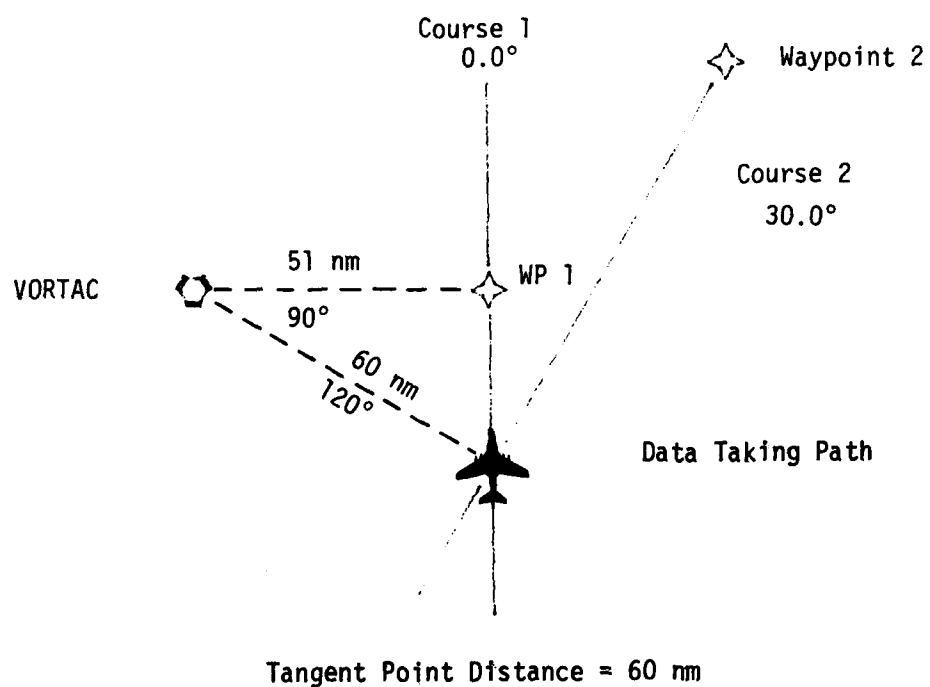 Course 1
0.0°
Waypoint 2
Course 2
30.0°
51 nm
WP 1
VORTAC
90°
60 nm
120°
Data Taking Path
Tangent Point Distance = 60 nm